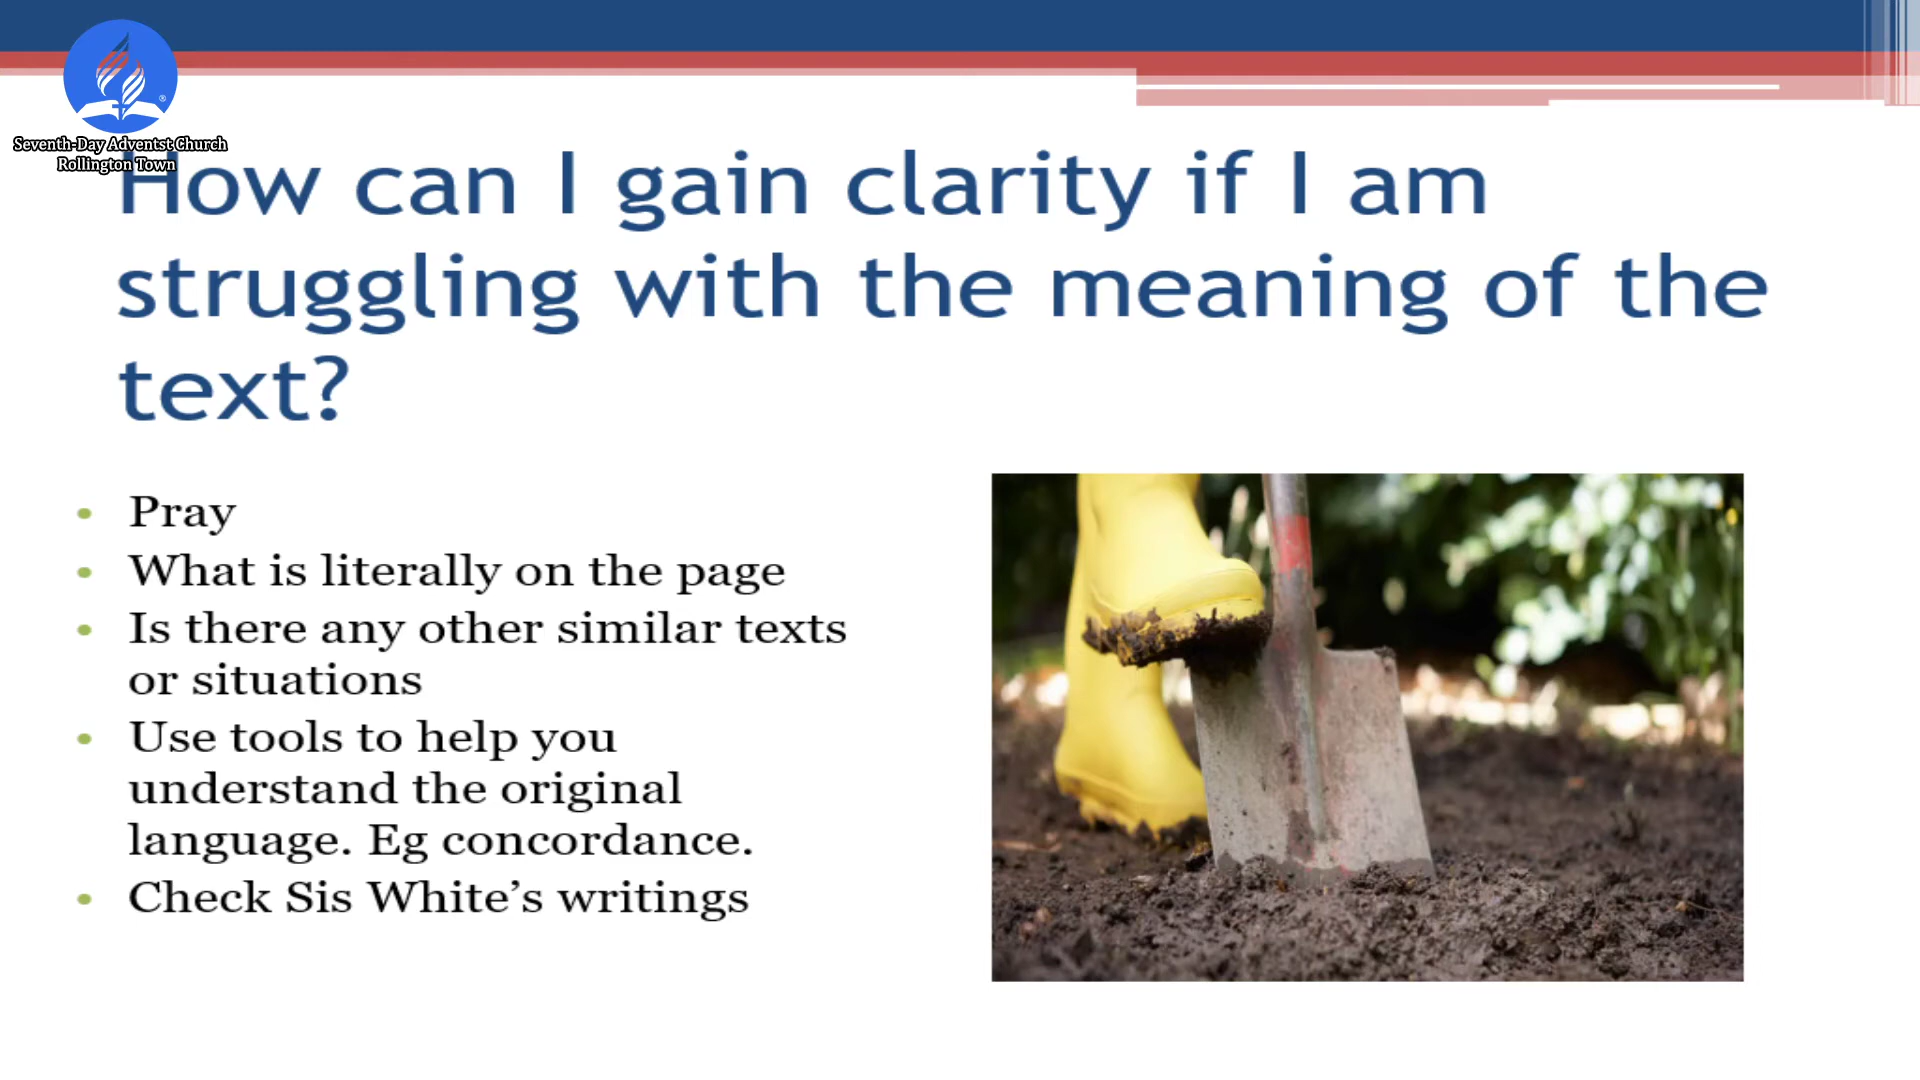 Seventh-Day Adventst Church
Rollington Town
How can I gain clarity if I am
struggling with the meaning of the
text?
• Pray
• What is literally on the page
• Is there any other similar texts
or situations
• Use tools to help you
understand the original
language. Eg concordance.
• Check Sis White’s writings